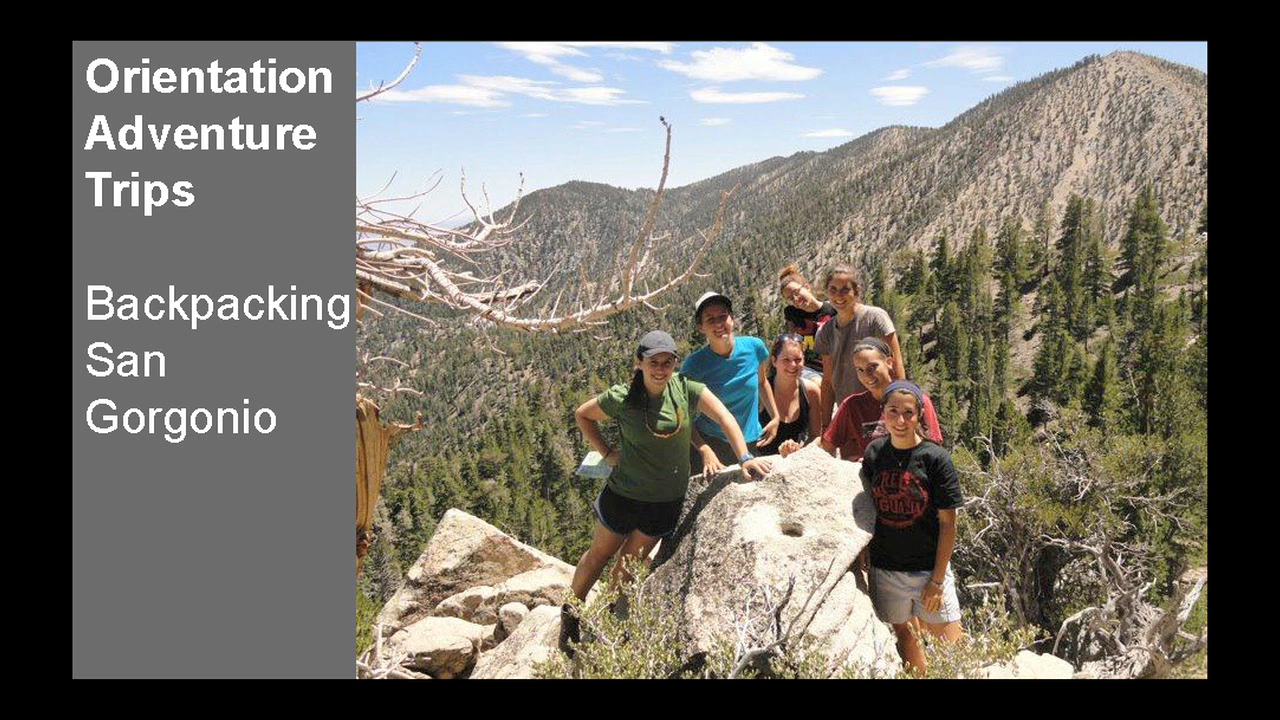 Orientation
Adventure
Trips
Backpacking
San
Gorgonio